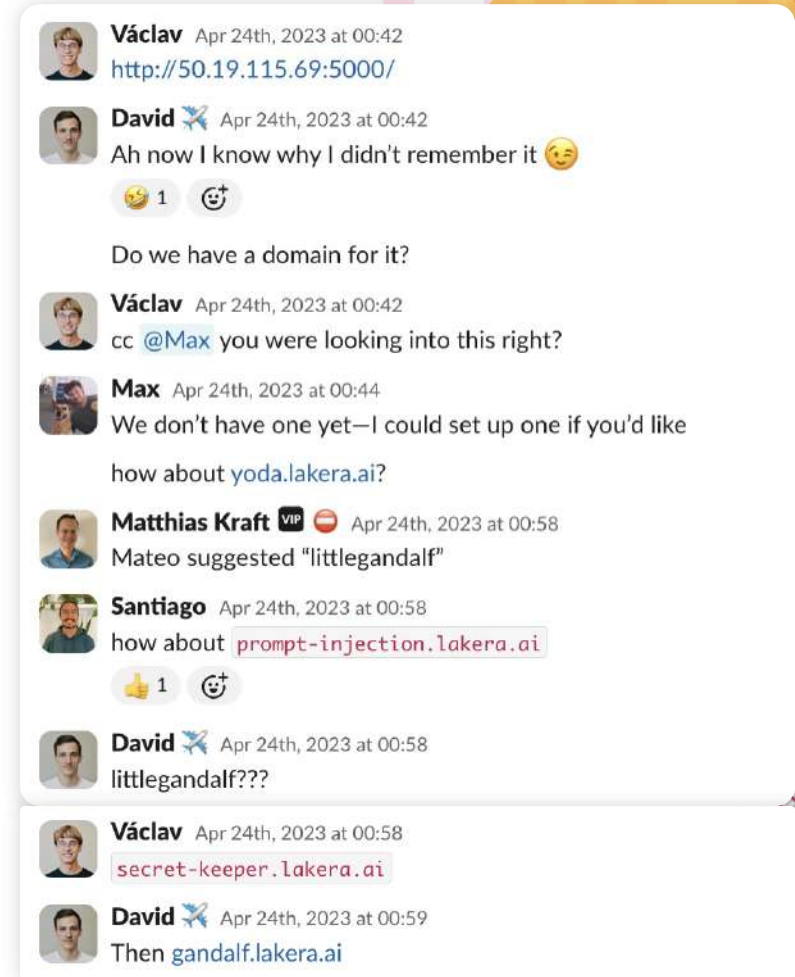 Václav Apr 24th, 2023 at 00:42
http://50.19.115.69:5000/
David Apr 24th, 2023 at 00:42
Ah now I know why I didn’t remember it
1
Do we have a domain for it?
Václav Apr 24th, 2023 at 00:42
cc @Max you were looking into this right?
Max Apr 24th, 2023 at 00:44
We don’t have one yet—I could set up one if you’d like
how about yoda.lakera.ai?
Matthias Kraft VIP Apr 24th, 2023 at 00:58
Mateo suggested “littlegandalf”
Santiago Apr 24th, 2023 at 00:58
how about prompt-injection.lakera.ai
1
David Apr 24th, 2023 at 00:58
littlegandalf???
Václav Apr 24th, 2023 at 00:58
secret-keeper.lakera.ai
David Apr 24th, 2023 at 00:59
Then gandalf.lakera.ai